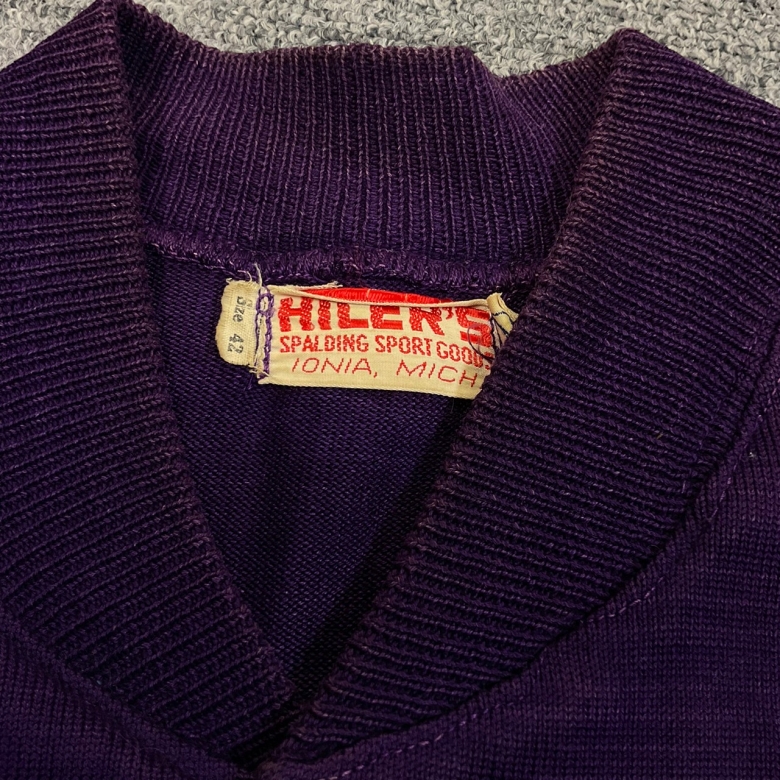 Size 42
HILER'S
SPALDING SPORT GOODS
IONIA, MICH